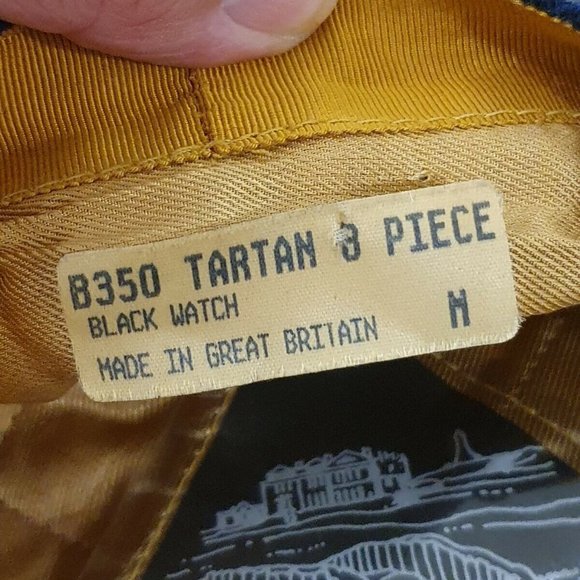 B350 TARTAN 8 PIECE
BLACK WATCH
M
MADE IN GREAT BRITAIN